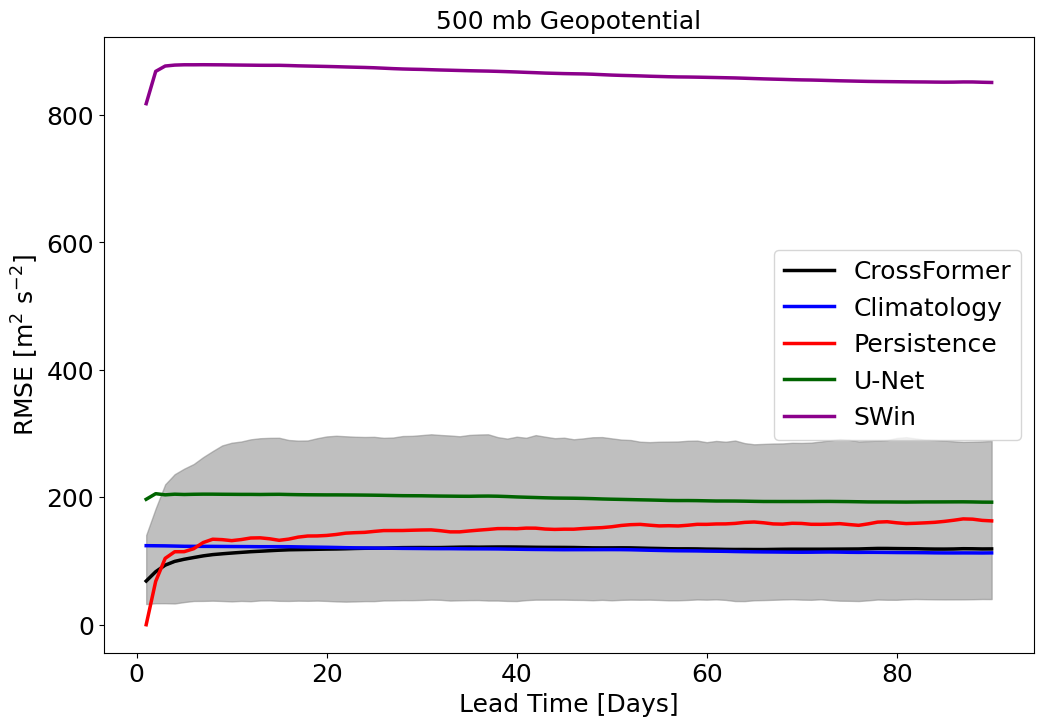 500 mb Geopotential
800
600
400
200
0
RMSE [m² s⁻²]
CrossFormer
Climatology
Persistence
U-Net
SWin
0 20 40 60 80
Lead Time [Days]